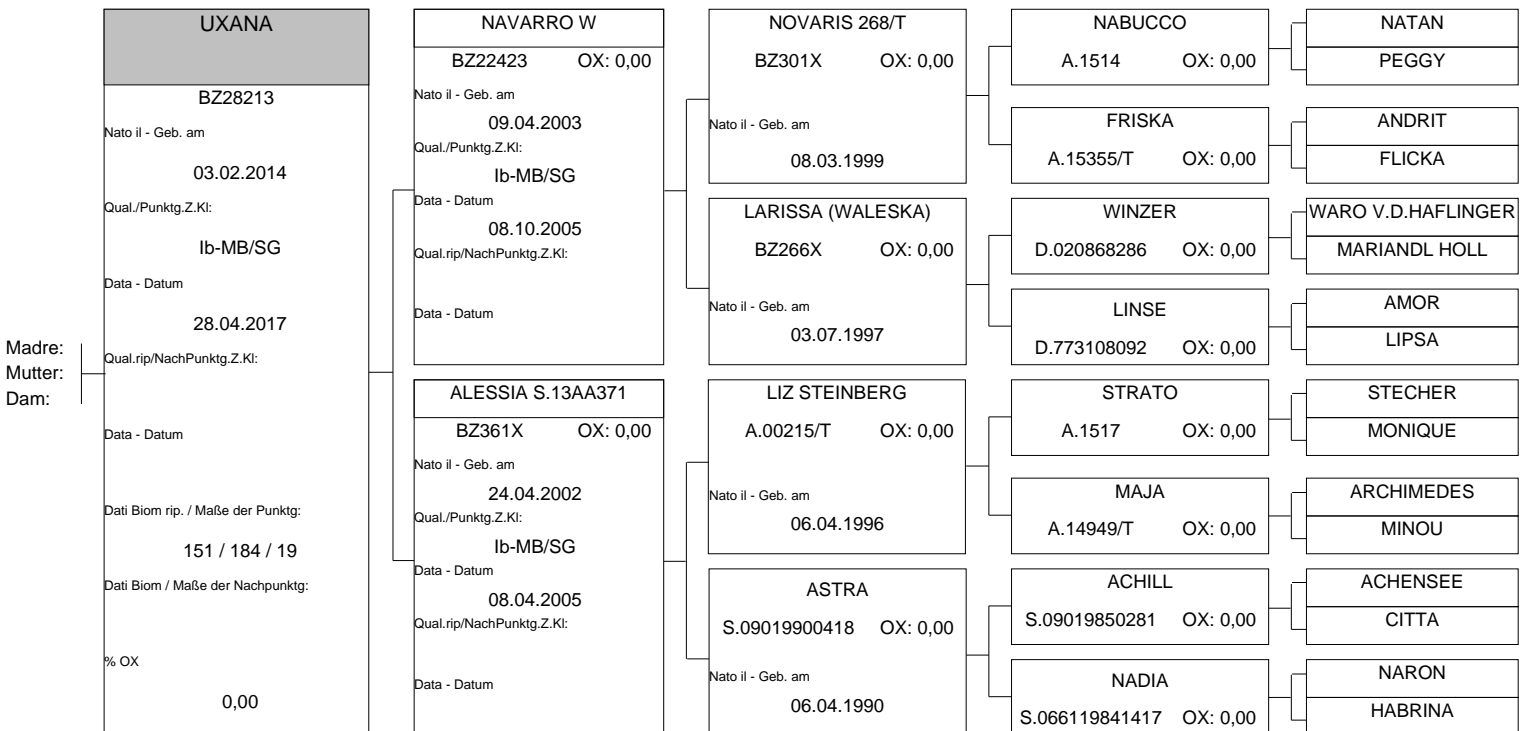 Madre:
Mutter:
Dam:
UXANA
BZ28213
Nato il - Geb. am
03.02.2014
Qual./Punktg.Z.Kl:
Ib-MB/SG
Data - Datum
28.04.2017
Qual.rip/NachPunktg.Z.Kl:
Data - Datum
Dati Biom rip. / Maße der Punktg:
151 / 184 / 19
Dati Biom / Maße der Nachpunktg:
% OX
0,00
NAVARRO W
BZ22423 OX: 0,00
Nato il - Geb. am
09.04.2003
Qual./Punktg.Z.Kl:
Ib-MB/SG
Data - Datum
08.10.2005
Qual.rip/NachPunktg.Z.Kl:
Data - Datum
ALESSIA S.13AA371
BZ361X OX: 0,00
Nato il - Geb. am
24.04.2002
Qual./Punktg.Z.Kl:
Ib-MB/SG
Data - Datum
08.04.2005
Qual.rip/NachPunktg.Z.Kl:
Data - Datum
NOVARIS 268/T
BZ301X OX: 0,00
Nato il - Geb. am
08.03.1999
LARISSA (WALESKA)
BZ266X OX: 0,00
Nato il - Geb. am
03.07.1997
LIZ STEINBERG
A.00215/T OX: 0,00
Nato il - Geb. am
06.04.1996
ASTRA
S.09019900418 OX: 0,00
Nato il - Geb. am
06.04.1990
NABUCCO
A.1514 OX: 0,00
FRISKA
A.15355/T OX: 0,00
WINZER
D.020868286 OX: 0,00
LINSE
D.773108092 OX: 0,00
STRATO
A.1517 OX: 0,00
MAJA
A.14949/T OX: 0,00
ACHILL
S.09019850281 OX: 0,00
NADIA
S.066119841417 OX: 0,00
NATAN
PEGGY
ANDRIT
FLICKA
WARO V.D.HAFLINGER
MARIANDL HOLL
AMOR
LIPSA
STECHER
MONIQUE
ARCHIMEDES
MINOU
ACHENSEE
CITTA
NARON
HABRINA